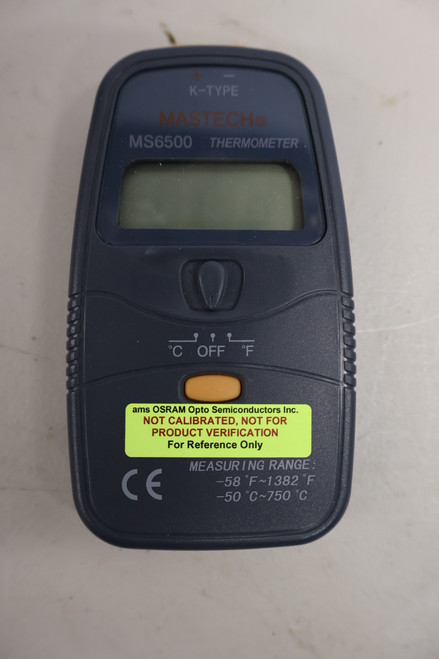 + −
K-TYPE
MASTECH®
MS6500 THERMOMETER
°C OFF °F
ams OSRAM Opto Semiconductors Inc.
NOT CALIBRATED, NOT FOR
PRODUCT VERIFICATION
For Reference Only
MEASURING RANGE:
CE −58 °F~1382 °F
−50 °C~750 °C